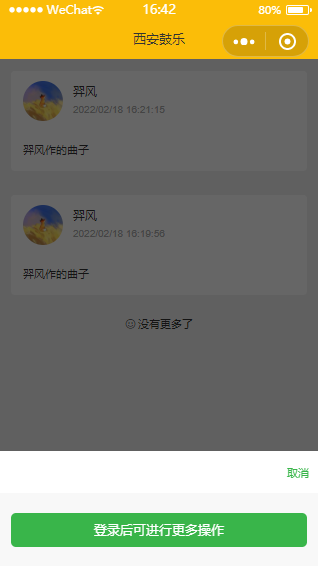 WeChat 16:42 80%
西安鼓乐
羿风
2022/02/18 16:21:15
羿风作的曲子
羿风
2022/02/18 16:19:56
羿风作的曲子
没有更多了
取消
登录后可进行更多操作